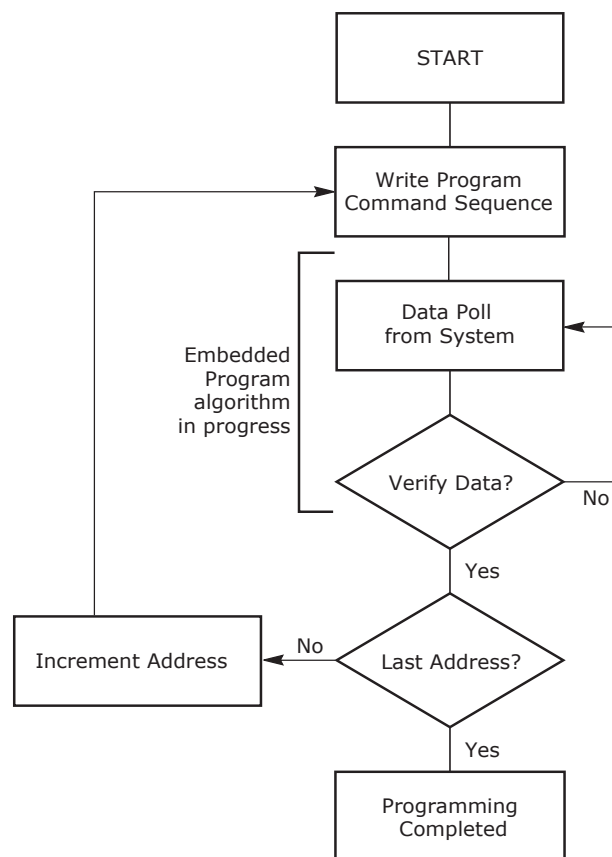 START
Write Program
Command Sequence
Data Poll
from System
Embedded
Program
algorithm
in progress
Verify Data?
No
Yes
No
Increment Address
Last Address?
Yes
Programming
Completed